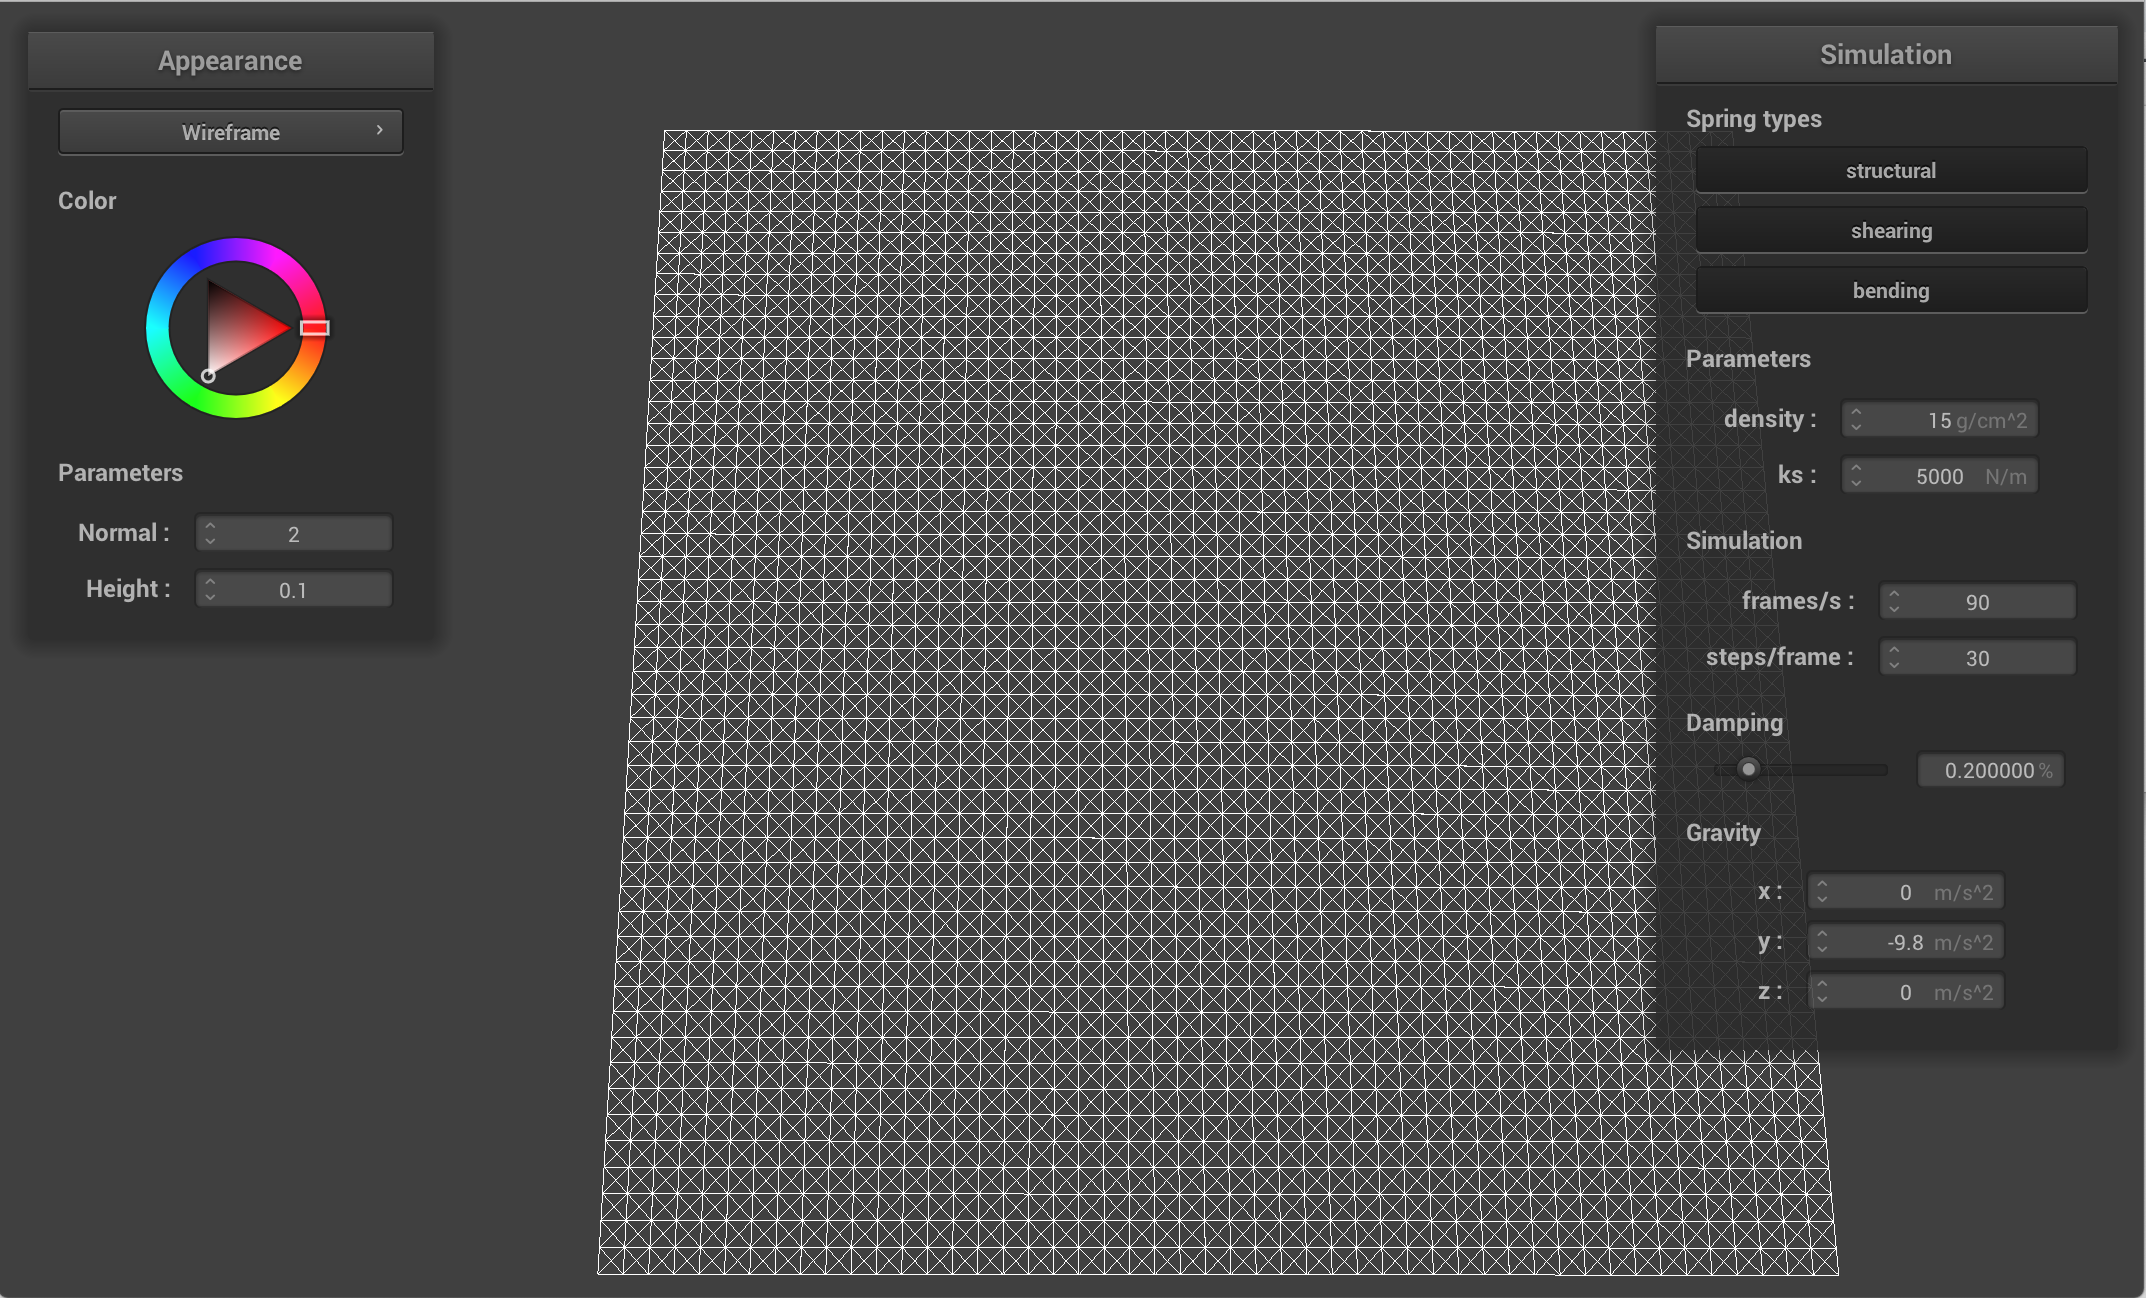 Appearance
Wireframe
Color
Parameters
Normal : 2
Height : 0.1
Simulation
Spring types
structural
shearing
bending
Parameters
density : 15 g/cm^2
ks : 5000 N/m
Simulation
frames/s : 90
steps/frame : 30
Damping
0.200000 %
Gravity
x : 0 m/s^2
y : -9.8 m/s^2
z : 0 m/s^2